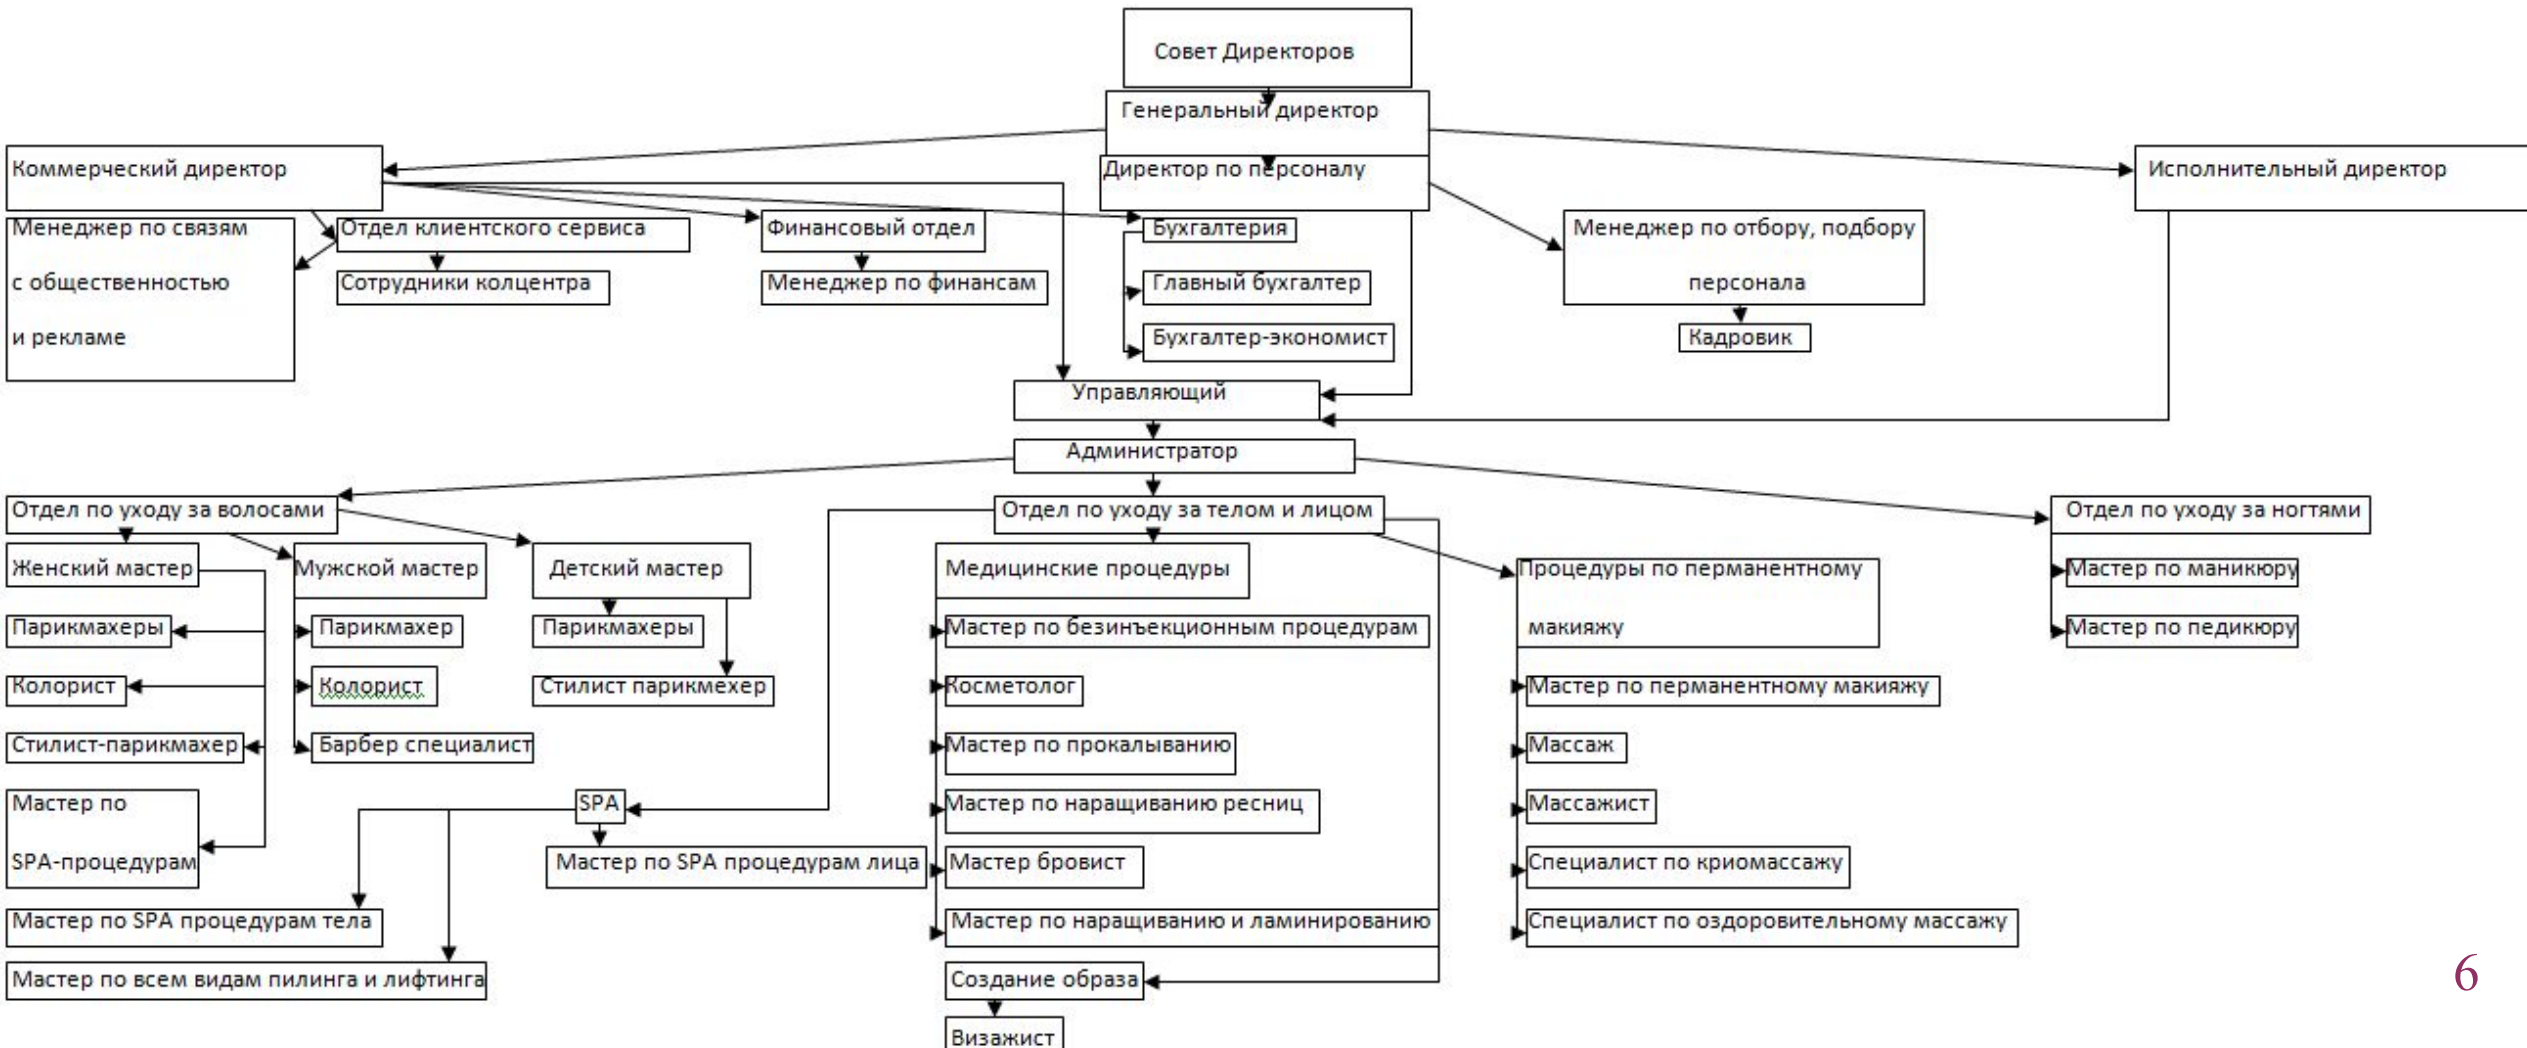 Совет Директоров
Генеральный директор
Коммерческий директор
Директор по персоналу
Исполнительный директор
Менеджер по связям
с общественностью
и рекламе
Отдел клиентского сервиса
Финансовый отдел
Бухгалтерия
Менеджер по отбору, подбору
персонала
Сотрудники колцентра
Менеджер по финансам
Главный бухгалтер
Бухгалтер-экономист
Кадровик
Управляющий
Администратор
Отдел по уходу за волосами
Отдел по уходу за телом и лицом
Отдел по уходу за ногтями
Женский мастер
Мужской мастер
Детский мастер
Медицинские процедуры
Процедуры по перманентному
макияжу
Мастер по маникюру
Парикмахеры
Парикмахер
Парикмахеры
Мастер по безинъекционным процедурам
Мастер по педикюру
Колорист
Колорист
Стилист парикмехер
Косметолог
Мастер по перманентному макияжу
Стилист-парикмахер
Барбер специалист
Мастер по прокалыванию
Массаж
Мастер по
SPA-процедурам
SPA
Мастер по наращиванию ресниц
Массажист
Мастер по SPA процедурам лица
Мастер бровист
Специалист по криомассажу
Мастер по SPA процедурам тела
Мастер по наращиванию и ламинированию
Специалист по оздоровительному массажу
Мастер по всем видам пилинга и лифтинга
Создание образа
6
Визажист